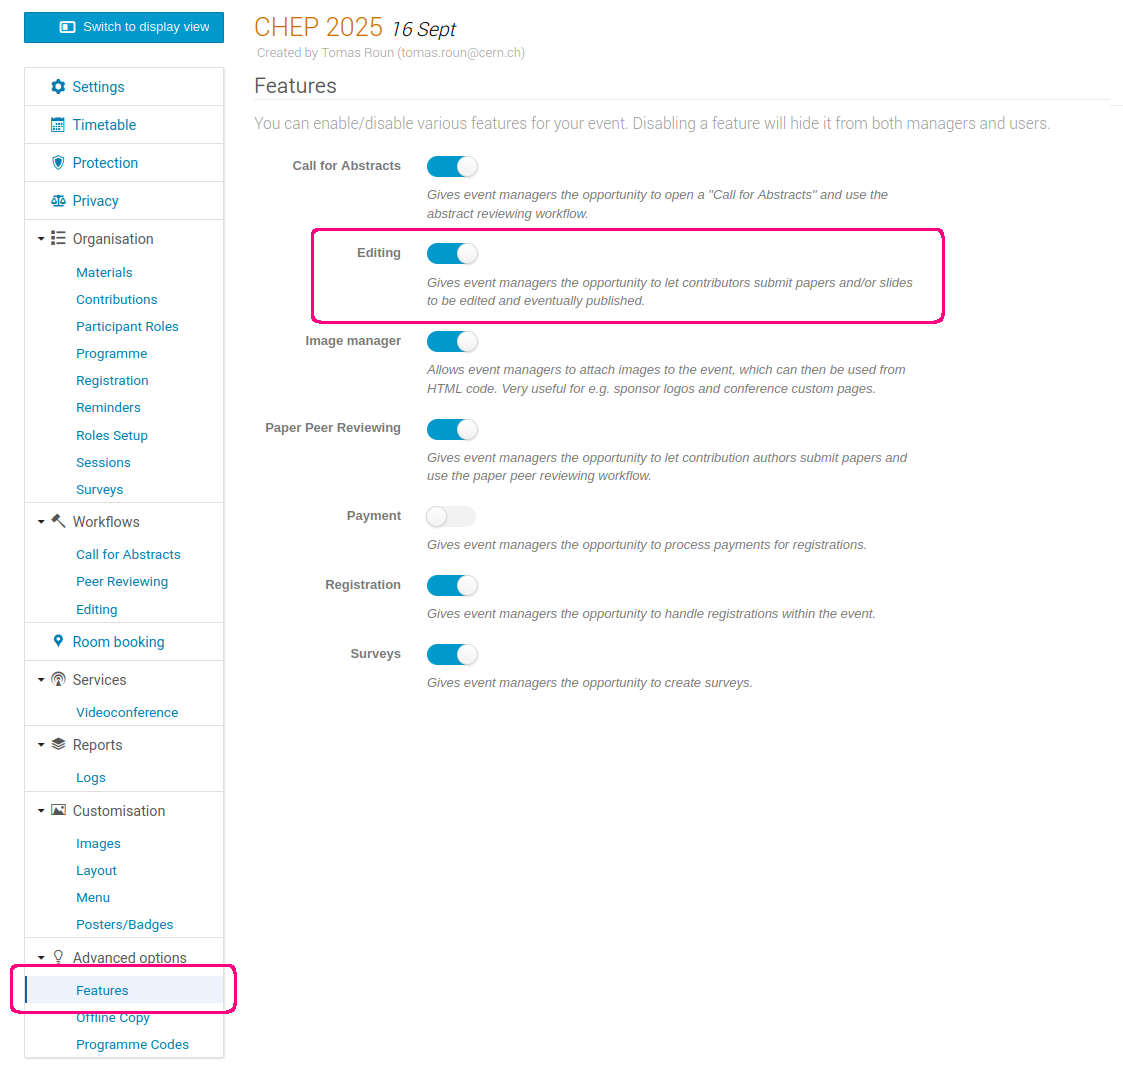 Switch to display view
Settings
Timetable
Protection
Privacy
Organisation
Materials
Contributions
Participant Roles
Programme
Registration
Reminders
Roles Setup
Sessions
Surveys
Workflows
Call for Abstracts
Peer Reviewing
Editing
Room booking
Services
Videoconference
Reports
Logs
Customisation
Images
Layout
Menu
Posters/Badges
Advanced options
Features
Offline Copy
Programme Codes
CHEP 2025 16 Sept
Created by Tomas Roun (tomas.roun@cern.ch)
Features
You can enable/disable various features for your event. Disabling a feature will hide it from both managers and users.
Call for Abstracts
Gives event managers the opportunity to open a "Call for Abstracts" and use the
abstract reviewing workflow.
Editing
Gives event managers the opportunity to let contributors submit papers and/or slides
to be edited and eventually published.
Image manager
Allows event managers to attach images to the event, which can then be used from
HTML code. Very useful for e.g. sponsor logos and conference custom pages.
Paper Peer Reviewing
Gives event managers the opportunity to let contribution authors submit papers and
use the paper peer reviewing workflow.
Payment
Gives event managers the opportunity to process payments for registrations.
Registration
Gives event managers the opportunity to handle registrations within the event.
Surveys
Gives event managers the opportunity to create surveys.